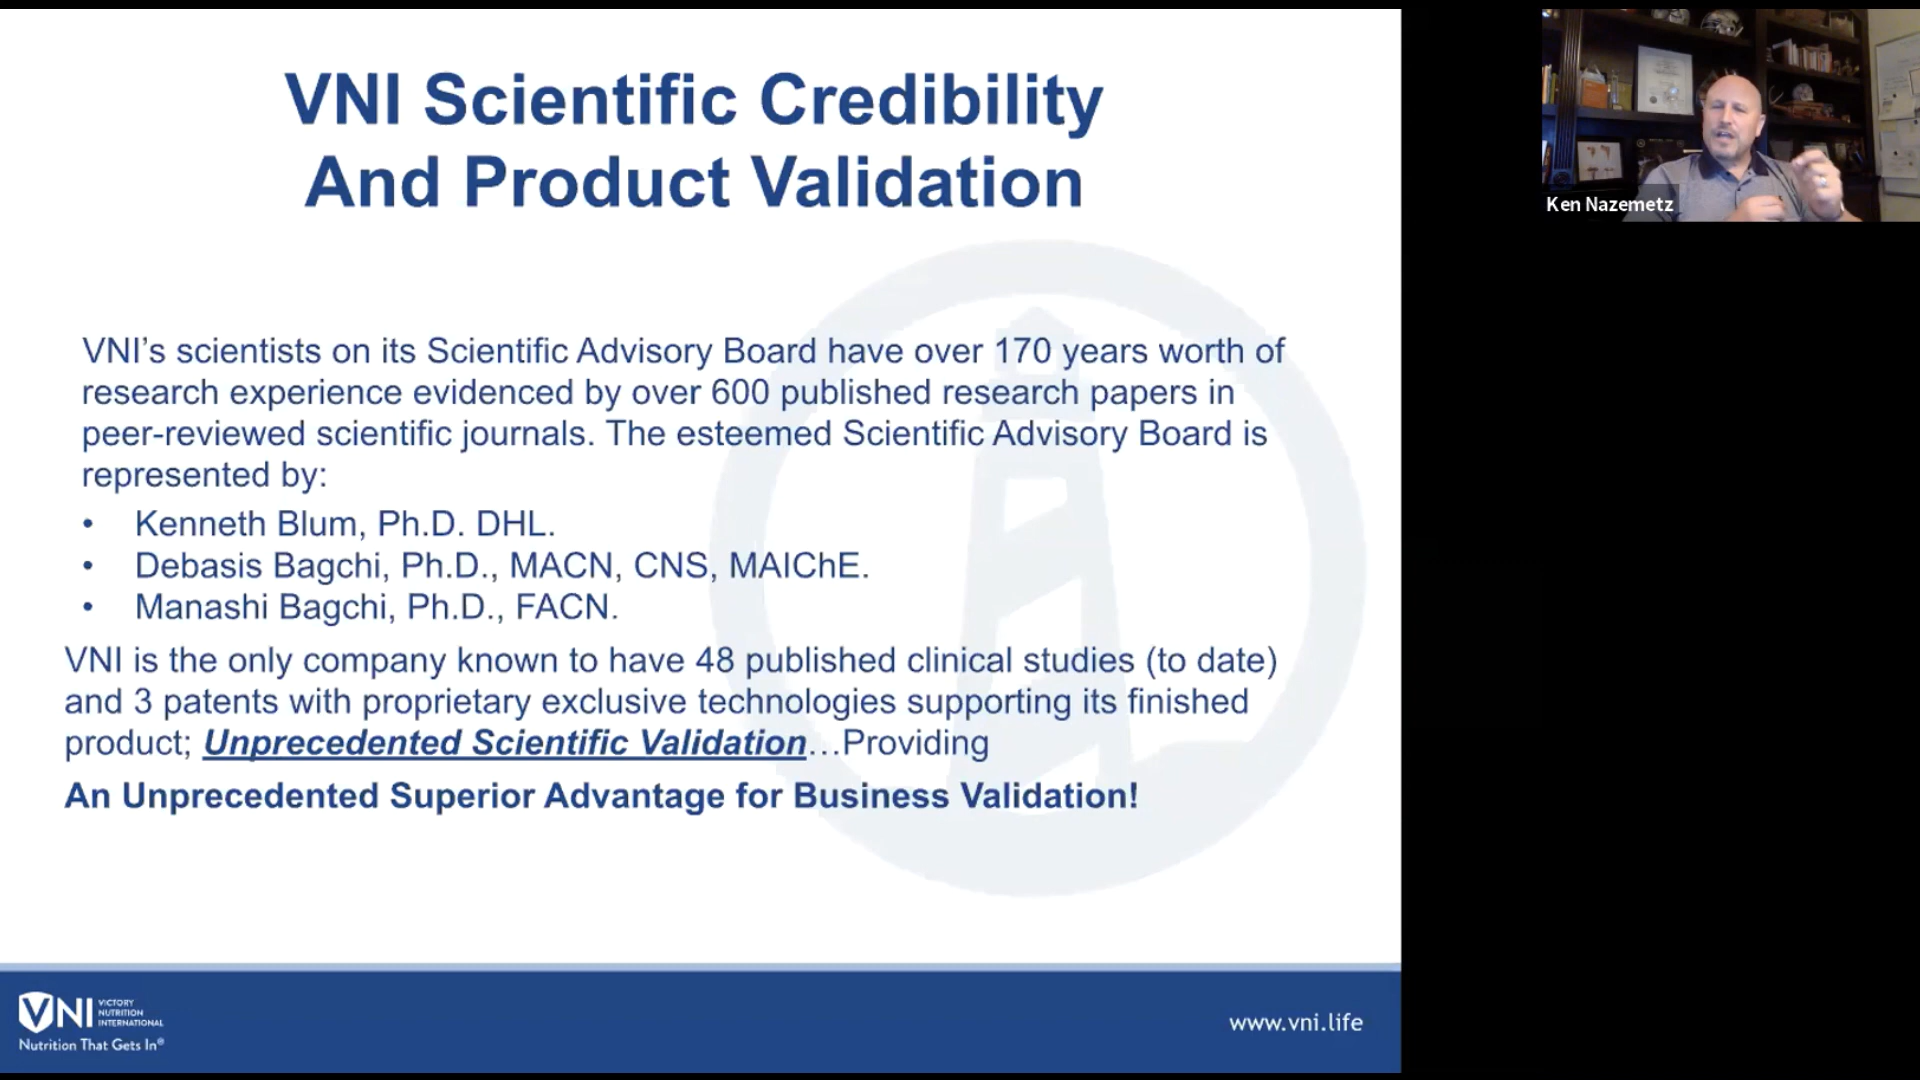 VNI Scientific Credibility
And Product Validation
VNI’s scientists on its Scientific Advisory Board have over 170 years worth of
research experience evidenced by over 600 published research papers in
peer-reviewed scientific journals. The esteemed Scientific Advisory Board is
represented by:
• Kenneth Blum, Ph.D. DHL.
• Debasis Bagchi, Ph.D., MACN, CNS, MAIChE.
• Manashi Bagchi, Ph.D., FACN.
VNI is the only company known to have 48 published clinical studies (to date)
and 3 patents with proprietary exclusive technologies supporting its finished
product; Unprecedented Scientific Validation…Providing
An Unprecedented Superior Advantage for Business Validation!
VNI
VICTORY
NUTRITION
INTERNATIONAL
Nutrition That Gets In®
www.vni.life
Ken Nazemetz